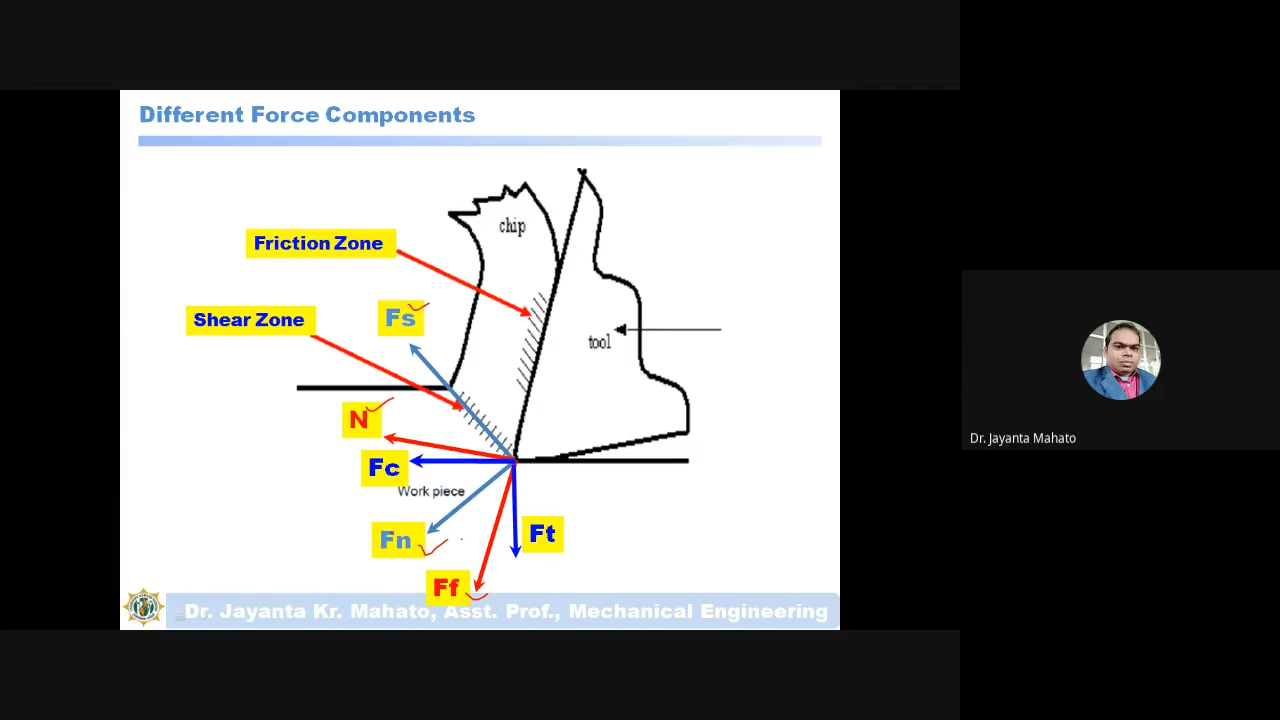 Different Force Components
chip
Friction Zone
Fs
Shear Zone
tool
N
Fc
Work piece
Fn
Ft
Ff
Dr. Jayanta Kr. Mahato, Asst. Prof., Mechanical Engineering
Dr. Jayanta Mahato